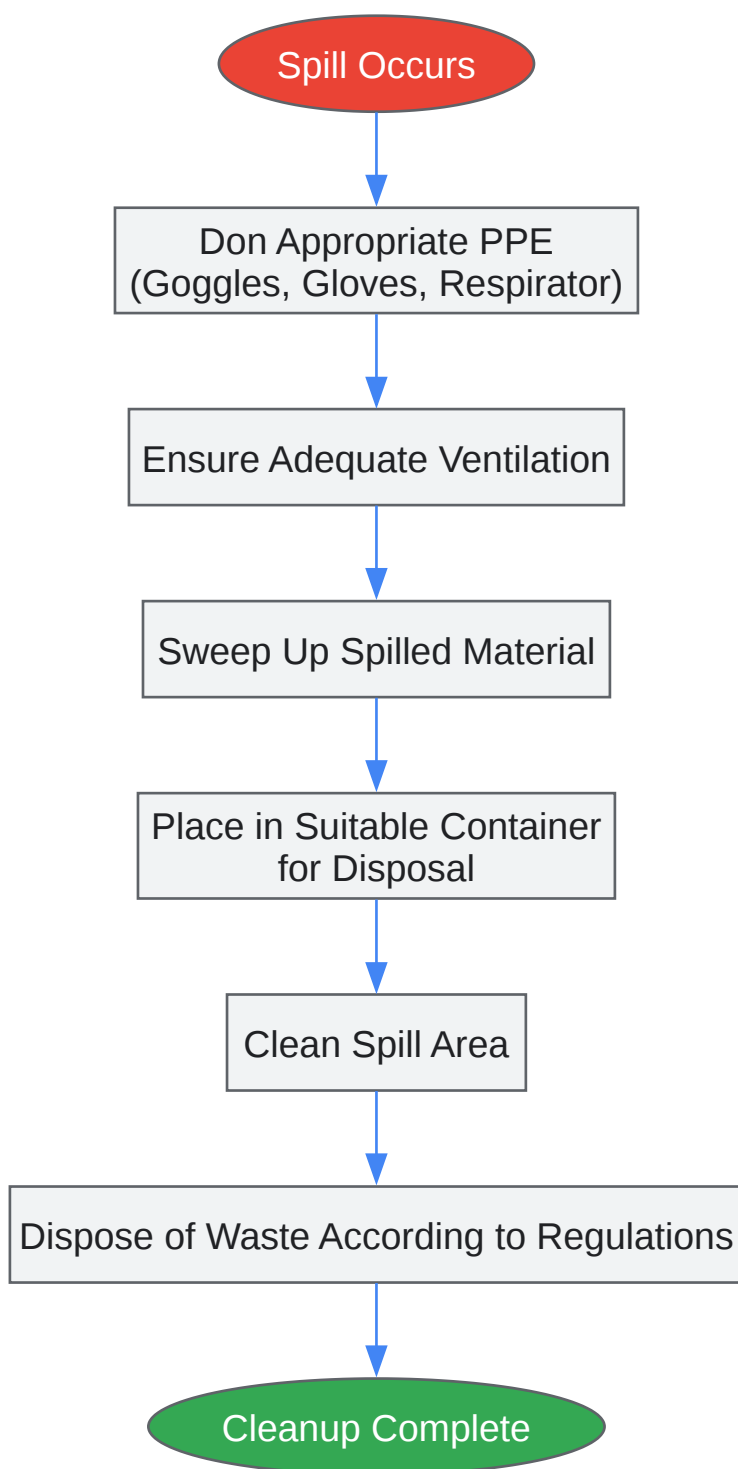 Spill Occurs
Don Appropriate PPE
(Goggles, Gloves, Respirator)
Ensure Adequate Ventilation
Sweep Up Spilled Material
Place in Suitable Container
for Disposal
Clean Spill Area
Dispose of Waste According to Regulations
Cleanup Complete